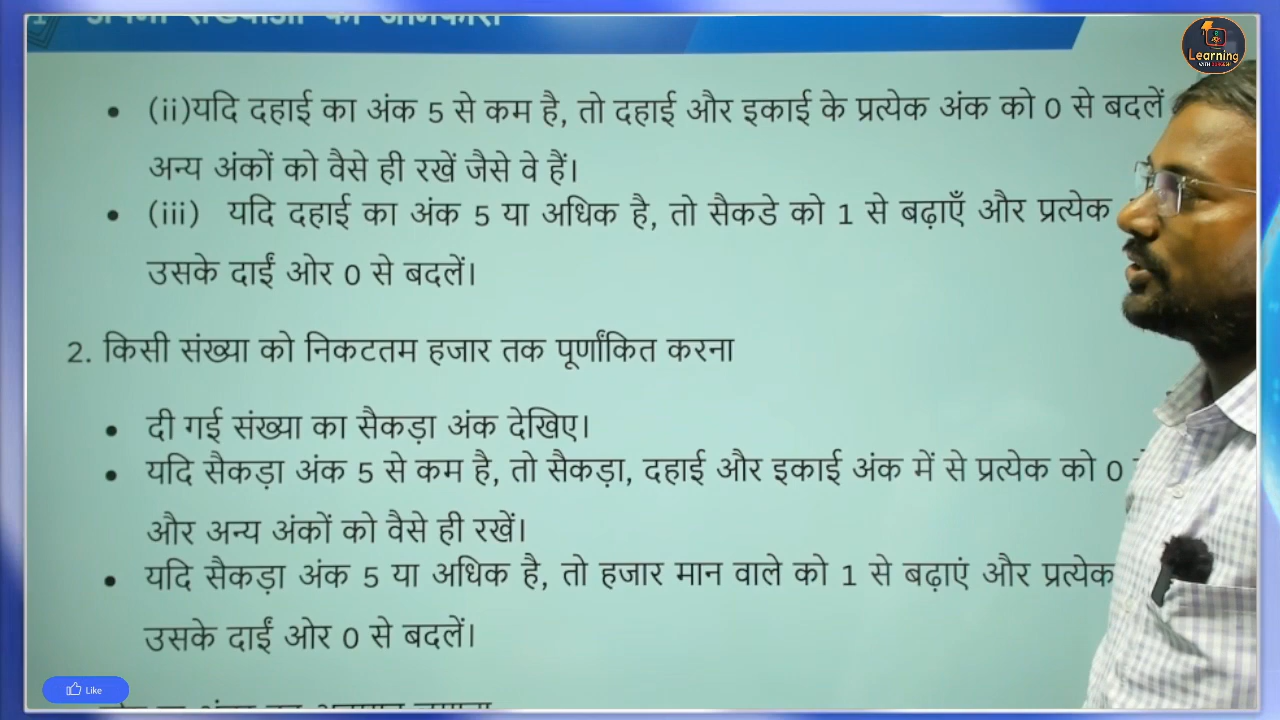 अपनी संख्याओं की जानकारी
Learning
• (ii)यदि दहाई का अंक 5 से कम है, तो दहाई और इकाई के प्रत्येक अंक को 0 से बदलें
अन्य अंकों को वैसे ही रखें जैसे वे हैं।
• (iii) यदि दहाई का अंक 5 या अधिक है, तो सैकडे को 1 से बढ़ाएँ और प्रत्येक
उसके दाईं ओर 0 से बदलें।
2. किसी संख्या को निकटतम हजार तक पूर्णांकित करना
• दी गई संख्या का सैकड़ा अंक देखिए।
• यदि सैकड़ा अंक 5 से कम है, तो सैकड़ा, दहाई और इकाई अंक में से प्रत्येक को 0
और अन्य अंकों को वैसे ही रखें।
• यदि सैकड़ा अंक 5 या अधिक है, तो हजार मान वाले को 1 से बढ़ाएं और प्रत्येक
उसके दाईं ओर 0 से बदलें।
Like